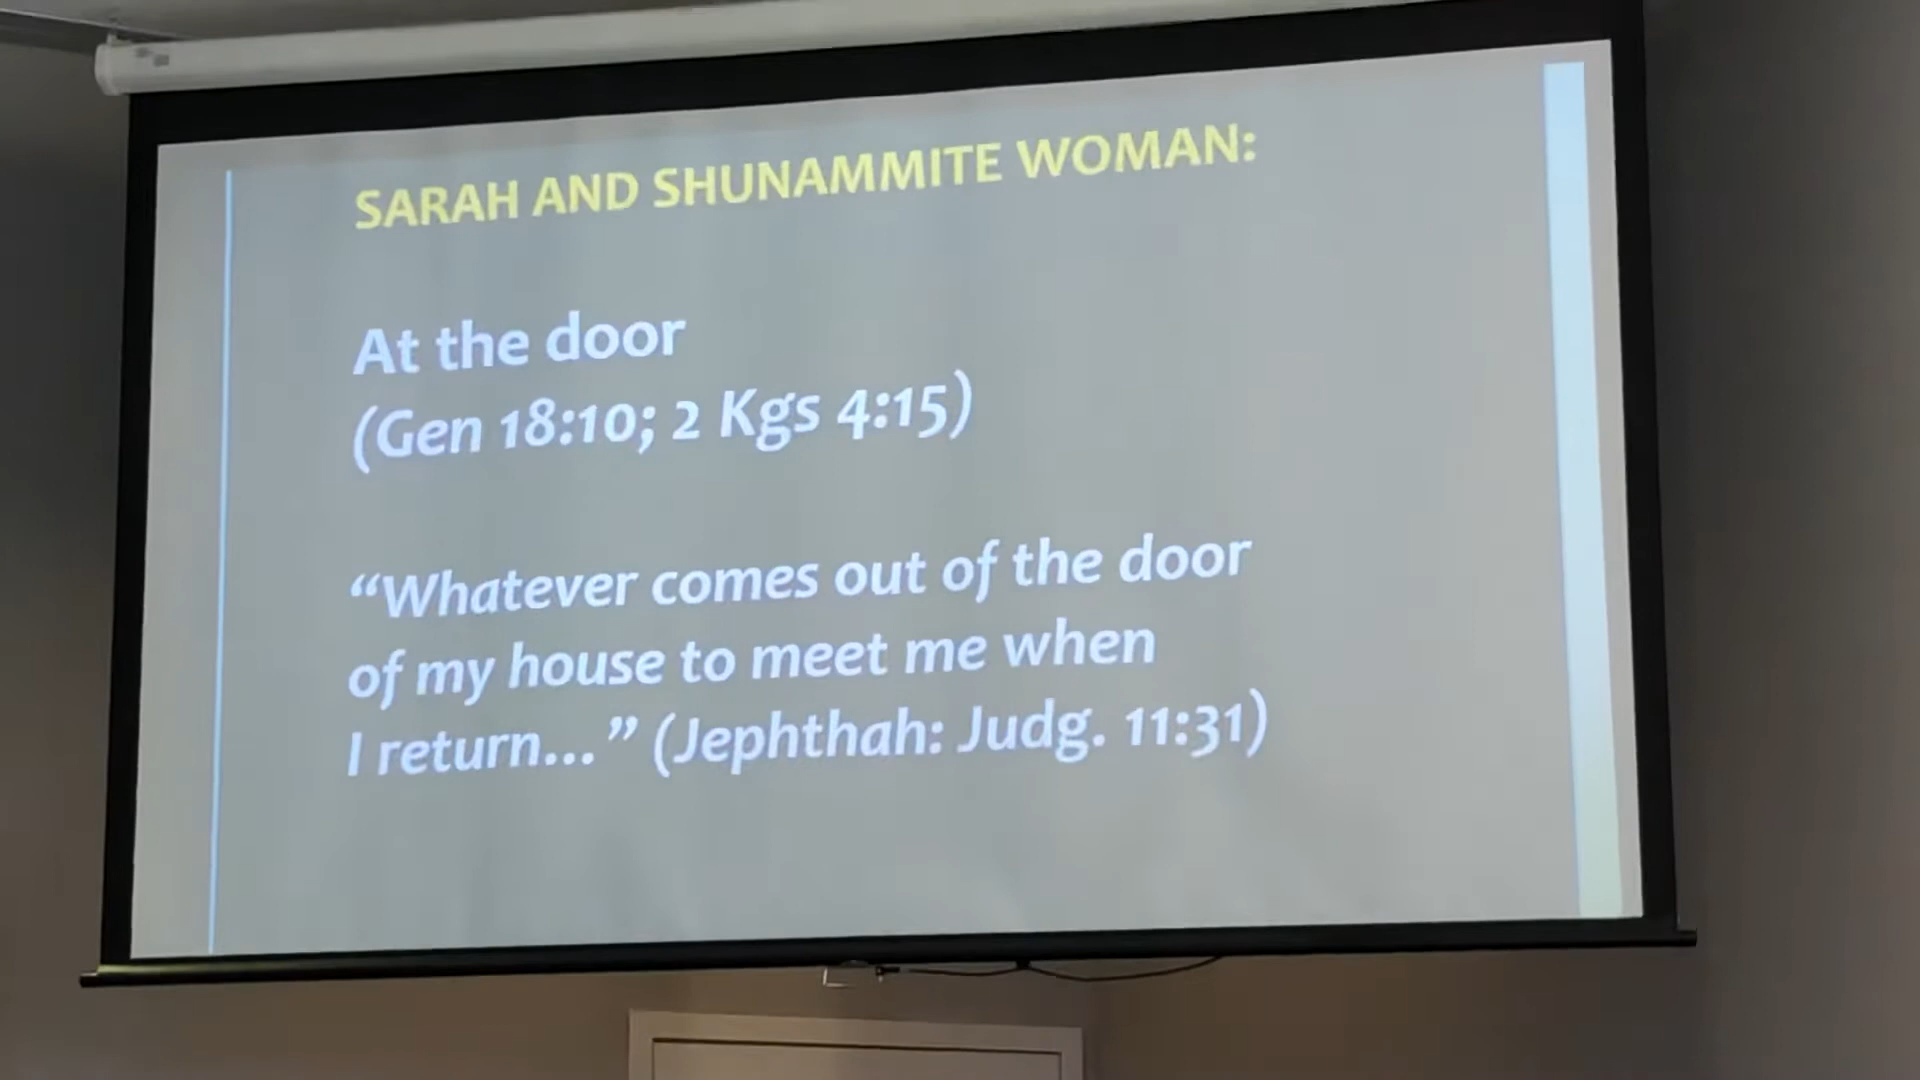 SARAH AND SHUNAMMITE WOMAN:
At the door
(Gen 18:10; 2 Kgs 4:15)
“Whatever comes out of the door
of my house to meet me when
I return...” (Jephthah: Judg. 11:31)